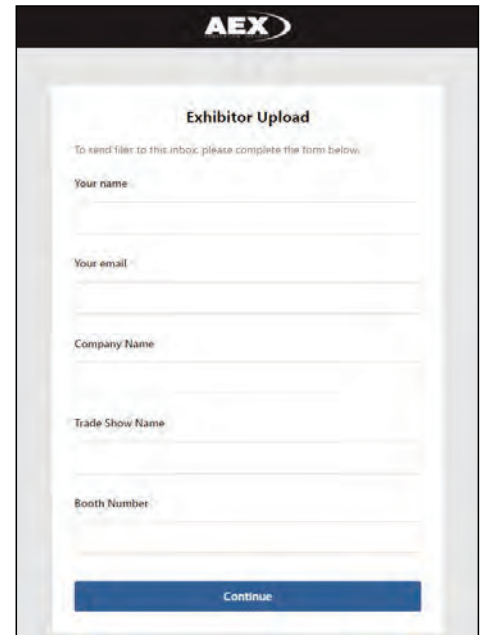 AEX
Exhibitor Upload
To send files to this inbox, please complete the form below.
Your name
Your email
Company Name
Trade Show Name
Booth Number
Continue